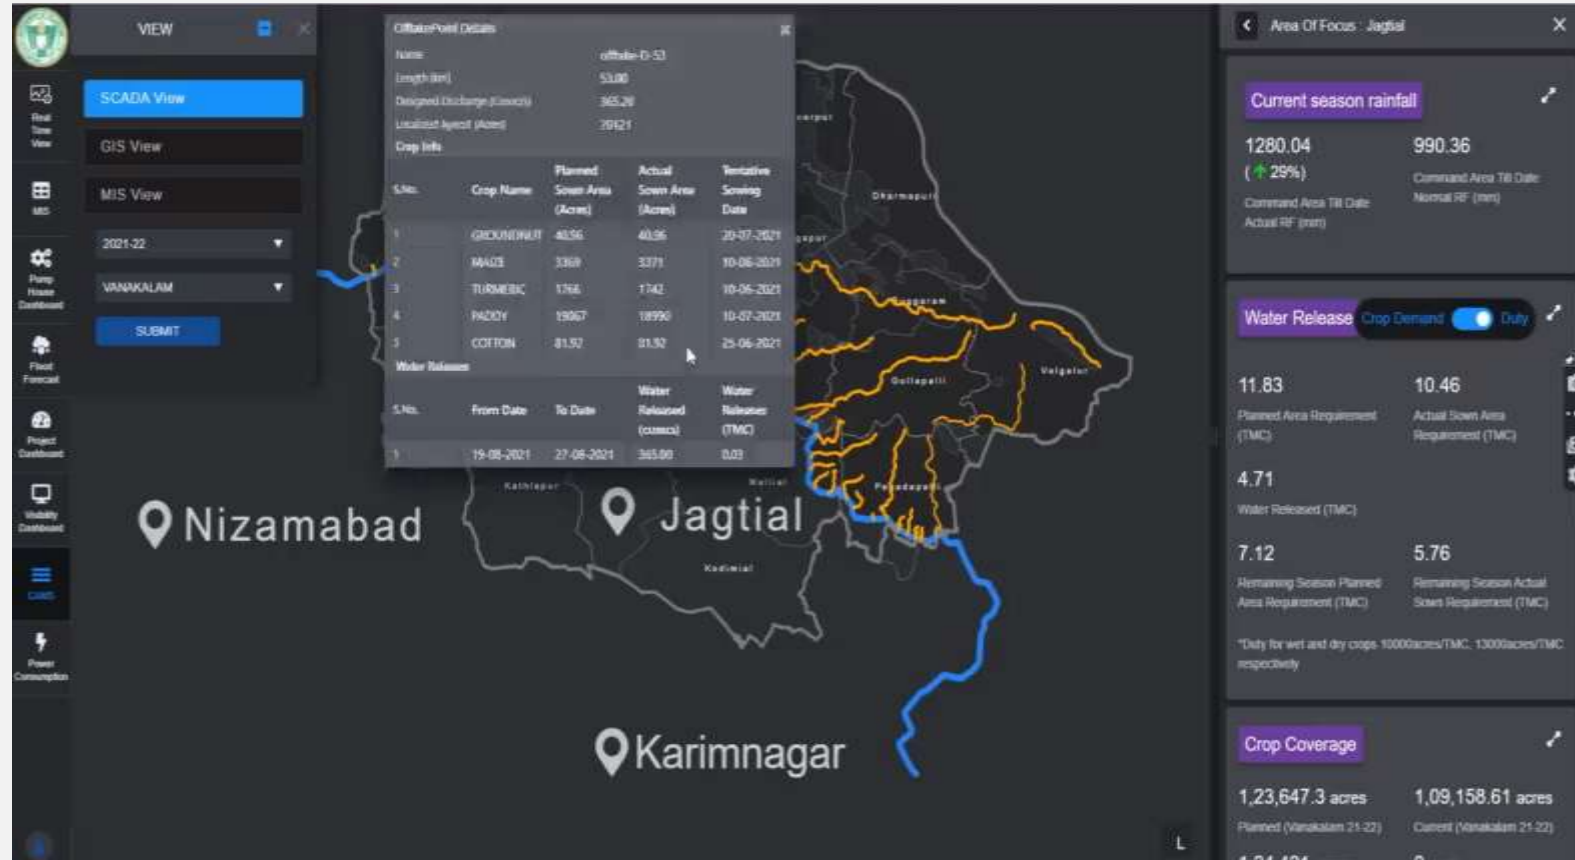 VIEW
SCADA View
GIS View
MIS View
2021-22
VANAKALAM
SUBMIT
Real
Time
View
MIS
Pump
House
Dashboard
Flood
Forecast
Project
Dashboard
Visibility
Dashboard
Power
Consumption
OfftakePoint Details
Name offtake-D-53
Length (km) 53.00
Designed Discharge (Cusecs) 365.20
Localized Ayacut (Acres)
Crop Info
S.No. Crop Name Planned Sown Area (Acres) Actual Sown Area (Acres) Tentative Sowing Date
1 GROUNDNUT 40.96 40.96 20-07-2021
2 MAIZE 3369 3371 10-06-2021
3 TURMERIC 1766 1742 10-06-2021
4 PADDY 19067 18990 10-07-2021
5 COTTON 81.92 81.92 25-06-2021
Water Releases
S.No. From Date To Date Water Released (cusecs) Water Releases (TMC)
1 19-08-2021 27-08-2021 365.00 0.03
Dharmapuri
Buggaram
Gollapalli
Velgatur
Pegadapalli
Mallial
Kathlapur
Kodimial
Nizamabad
Jagtial
Karimnagar
L
Area Of Focus : Jagtial
Current season rainfall
1280.04 990.36
(↑ 29%)
Command Area Till Date Actual RF (mm)
Command Area Till Date Normal RF (mm)
Water Release Crop Demand Duty
11.83 10.46
Planned Area Requirement (TMC)
Actual Sown Area Requirement (TMC)
4.71
Water Released (TMC)
7.12 5.76
Remaining Season Planned Area Requirement (TMC)
Remaining Season Actual Sown Requirement (TMC)
*Duty for wet and dry crops 10000acres/TMC, 13000acres/TMC
respectively
Crop Coverage
1,23,647.3 acres 1,09,158.61 acres
Planned (Vanakalam 21-22) Current (Vanakalam 21-22)